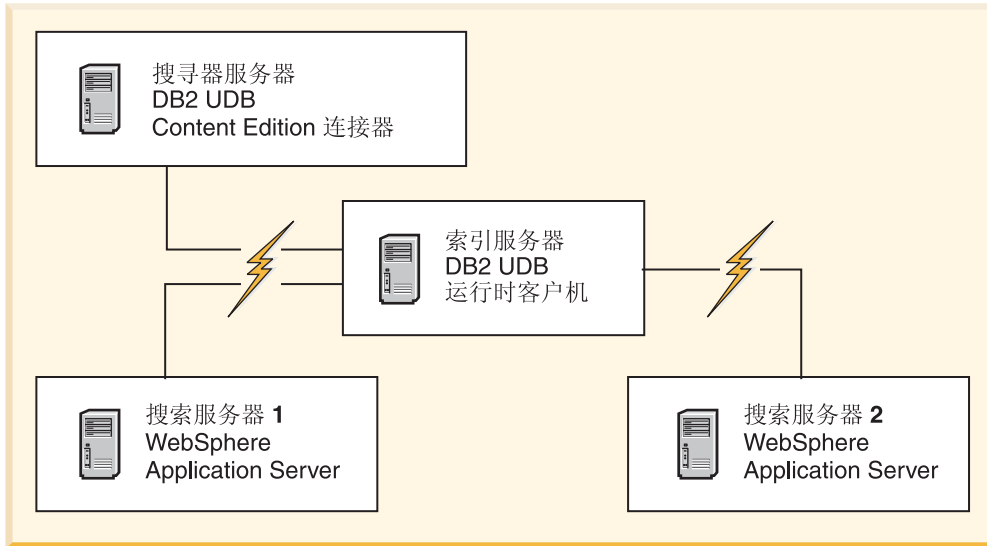 搜寻器服务器
DB2 UDB
Content Edition 连接器
索引服务器
DB2 UDB
运行时客户机
搜索服务器 1
WebSphere
Application Server
搜索服务器 2
WebSphere
Application Server